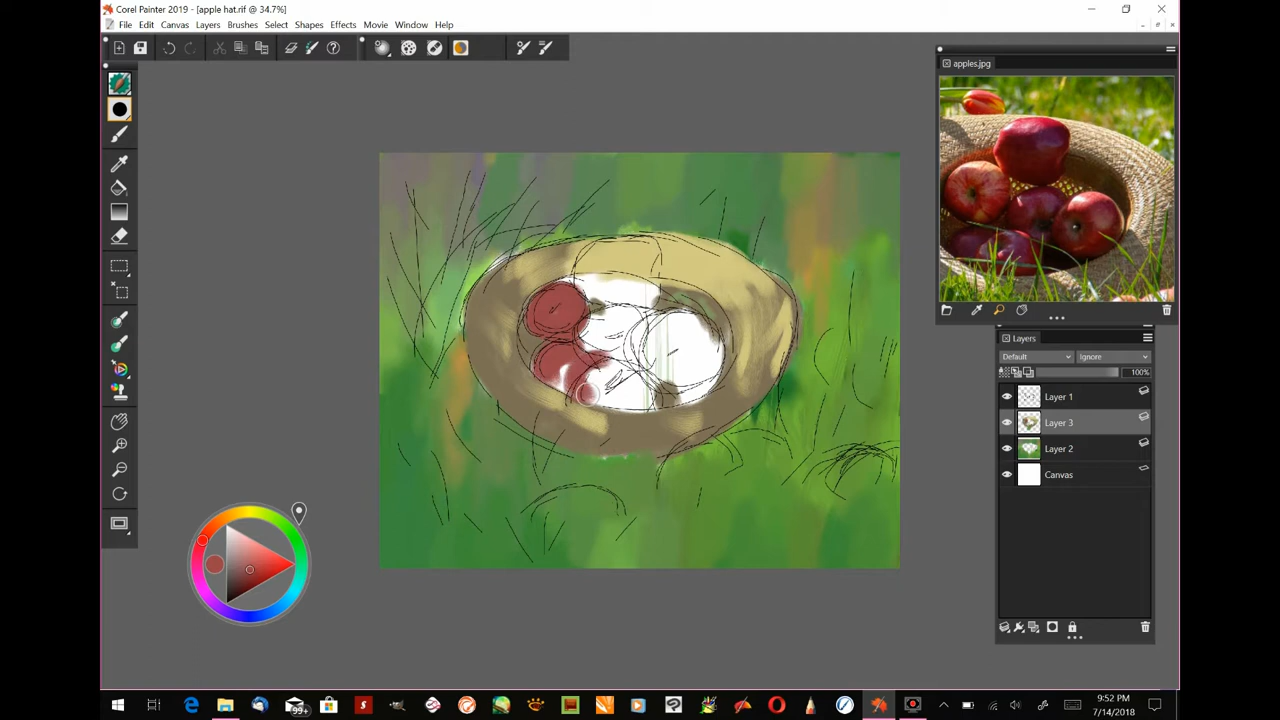 Corel Painter 2019 - [apple hat.rif @ 34.7%]
File Edit Canvas Layers Brushes Select Shapes Effects Movie Window Help
apples.jpg
Layers
Default Ignore
100%
Layer 1
Layer 3
Layer 2
Canvas
99+
9:52 PM
7/14/2018